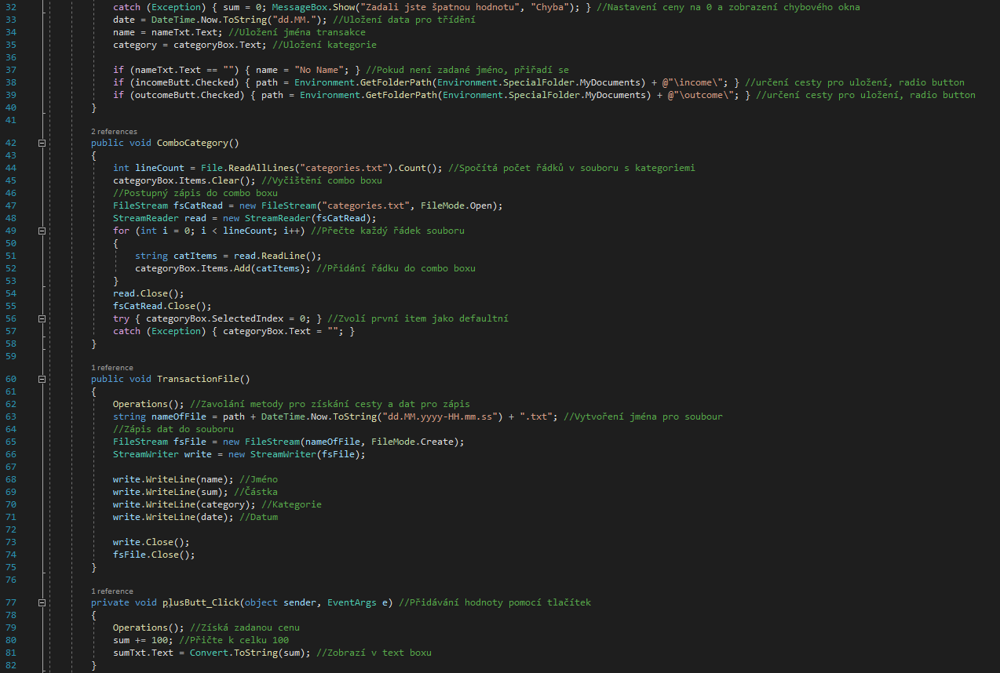 32 catch (Exception) { sum = 0; MessageBox.Show("Zadali jste špatnou hodnotu", "Chyba"); } //Nastavení ceny na 0 a zobrazení chybového okna
33 date = DateTime.Now.ToString("dd.MM."); //Uložení data pro třídění
34 name = nameTxt.Text; //Uložení jména transakce
35 category = categoryBox.Text; //Uložení kategorie
36
37 if (nameTxt.Text == "") { name = "No Name"; } //Pokud není zadané jméno, přiřadí se
38 if (incomeButt.Checked) { path = Environment.GetFolderPath(Environment.SpecialFolder.MyDocuments) + @"\income\"; } //určení cesty pro uložení, radio button
39 if (outcomeButt.Checked) { path = Environment.GetFolderPath(Environment.SpecialFolder.MyDocuments) + @"\outcome\"; } //určení cesty pro uložení, radio button
40 }
41
2 references
42 public void ComboCategory()
43 {
44 int lineCount = File.ReadAllLines("categories.txt").Count(); //Spočítá počet řádků v souboru s kategoriemi
45 categoryBox.Items.Clear(); //Vyčištění combo boxu
46 //Postupný zápis do combo boxu
47 FileStream fsCatRead = new FileStream("categories.txt", FileMode.Open);
48 StreamReader read = new StreamReader(fsCatRead);
49 for (int i = 0; i < lineCount; i++) //Přečte každý řádek souboru
50 {
51 string catItems = read.ReadLine();
52 categoryBox.Items.Add(catItems); //Přidání řádku do combo boxu
53 }
54 read.Close();
55 fsCatRead.Close();
56 try { categoryBox.SelectedIndex = 0; } //Zvolí první item jako defaultní
57 catch (Exception) { categoryBox.Text = ""; }
58 }
59
1 reference
60 public void TransactionFile()
61 {
62 Operations(); //Zavolání metody pro získání cesty a dat pro zápis
63 string nameOfFile = path + DateTime.Now.ToString("dd.MM.yyyy-HH.mm.ss") + ".txt"; //Vytvoření jména pro soubour
64 //Zápis dat do souboru
65 FileStream fsFile = new FileStream(nameOfFile, FileMode.Create);
66 StreamWriter write = new StreamWriter(fsFile);
67
68 write.WriteLine(name); //Jméno
69 write.WriteLine(sum); //Částka
70 write.WriteLine(category); //Kategorie
71 write.WriteLine(date); //Datum
72
73 write.Close();
74 fsFile.Close();
75 }
76
1 reference
77 private void plusButt_Click(object sender, EventArgs e) //Přidávání hodnoty pomocí tlačítek
78 {
79 Operations(); //Získá zadanou cenu
80 sum += 100; //Přičte k celku 100
81 sumTxt.Text = Convert.ToString(sum); //Zobrazí v text boxu
82 }